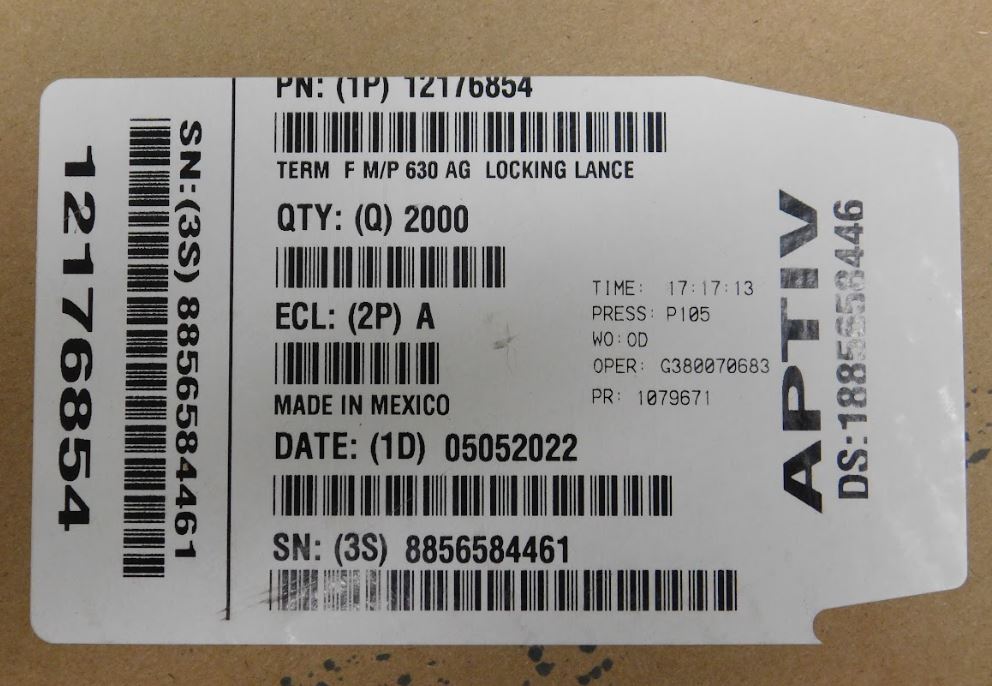 12176854
SN:(3S) 8856584461
PN: (1P) 12176854
TERM F M/P 630 AG LOCKING LANCE
QTY: (Q) 2000
ECL: (2P) A
MADE IN MEXICO
DATE: (1D) 05052022
SN: (3S) 8856584461
TIME: 17:17:13
PRESS: P105
WO:OD
OPER: G380070683
PR: 1079671
APTIV
DS:1885658446